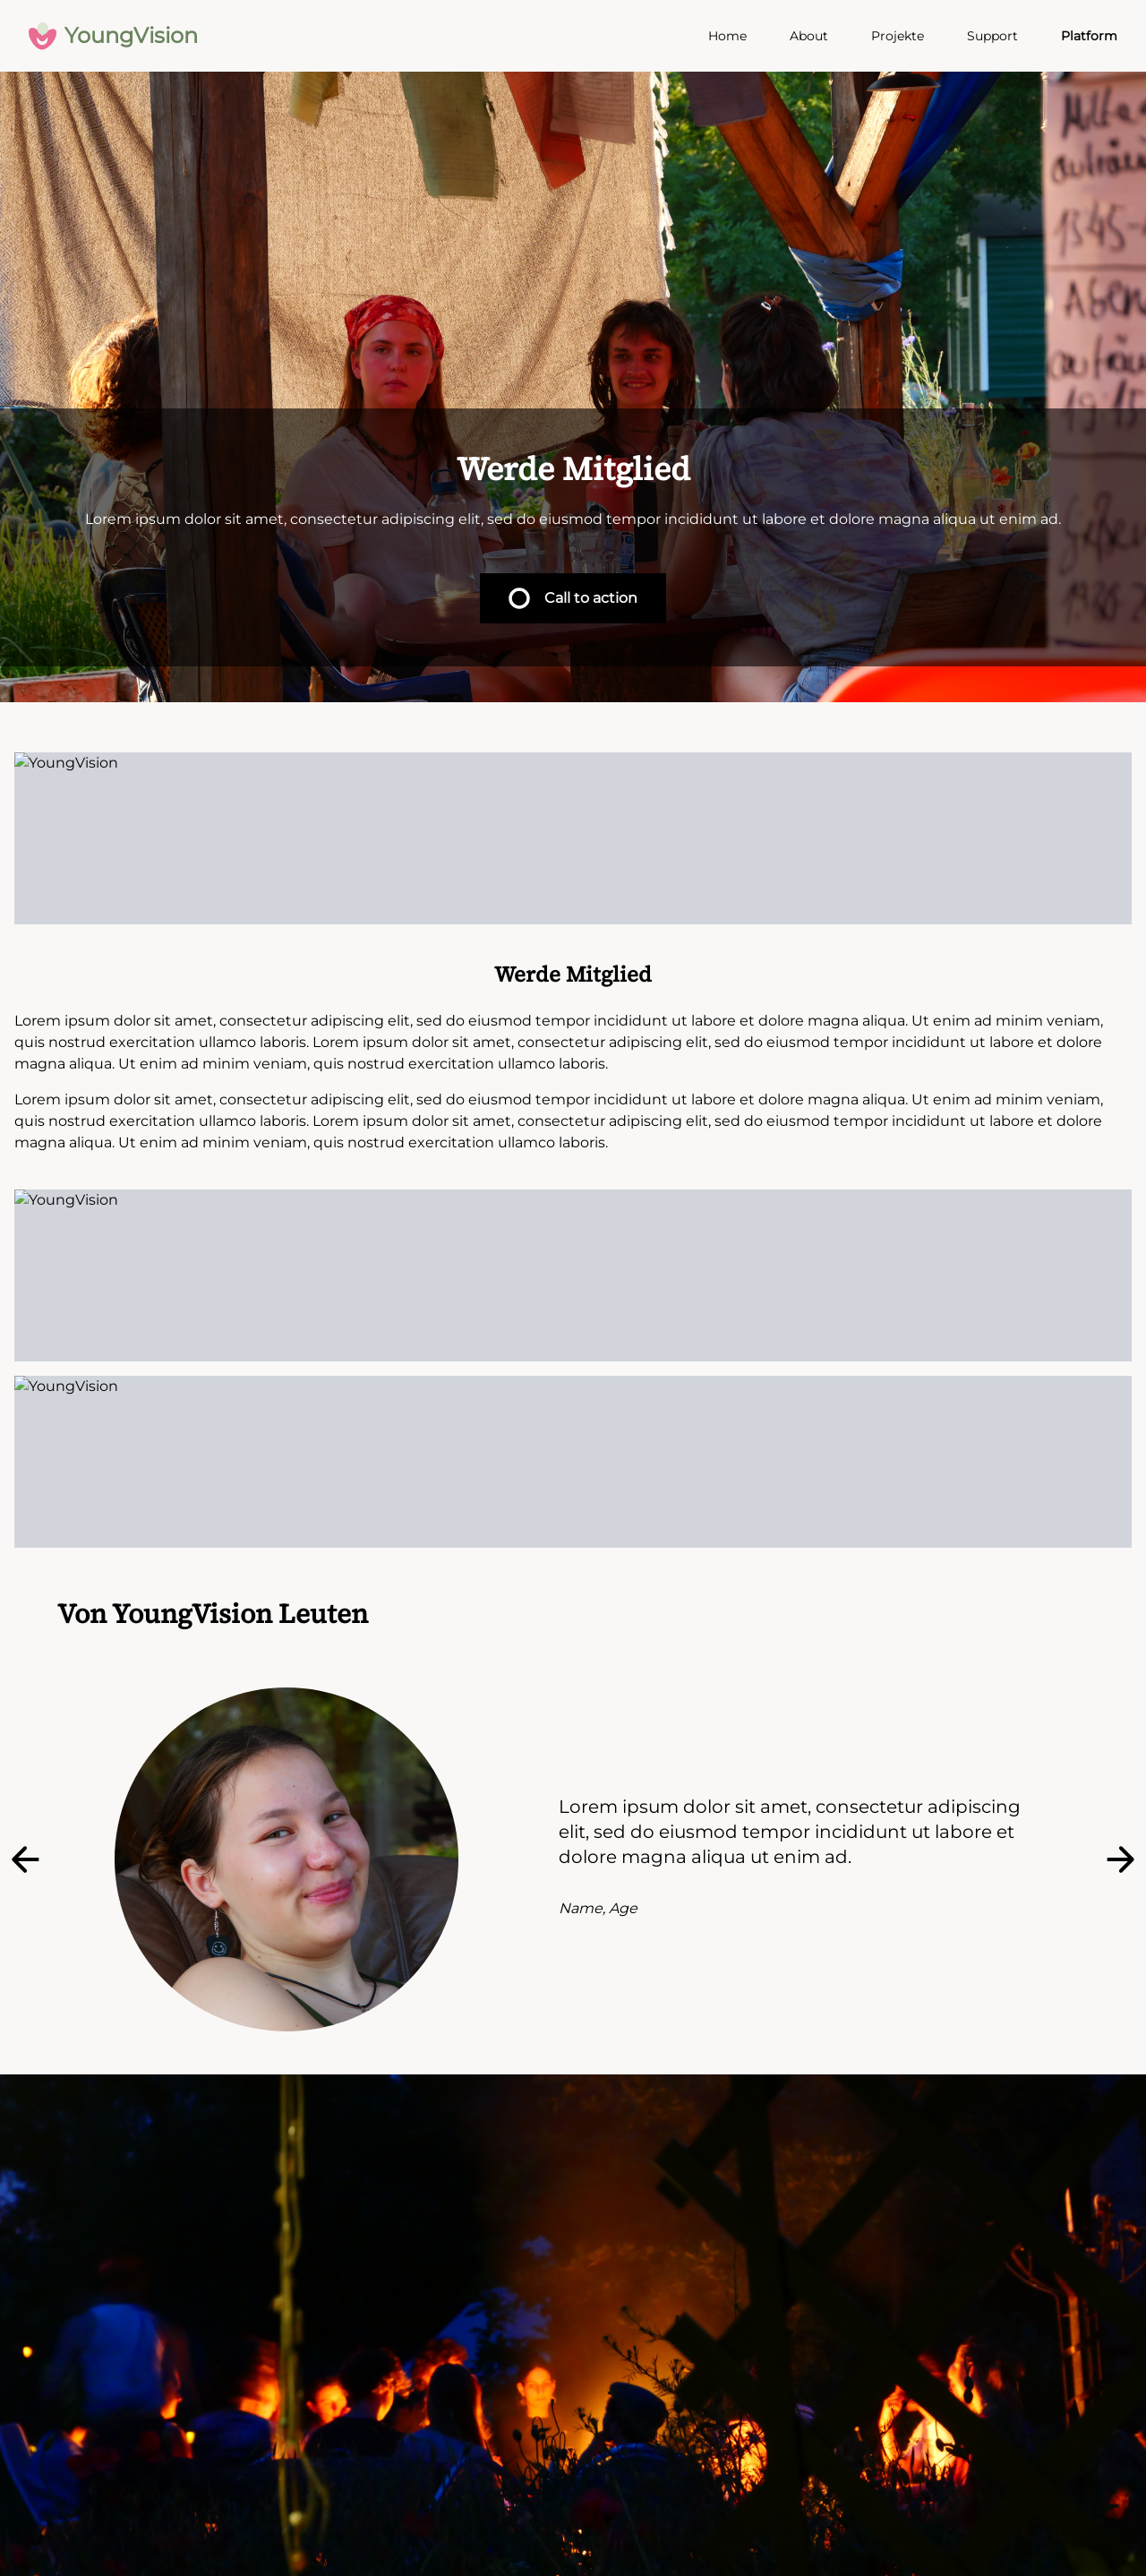 YoungVision
Home About Projekte Support Platform
Werde Mitglied
Lorem ipsum dolor sit amet, consectetur adipiscing elit, sed do eiusmod tempor incididunt ut labore et dolore magna aliqua ut enim ad.
Call to action
YoungVision
Werde Mitglied
Lorem ipsum dolor sit amet, consectetur adipiscing elit, sed do eiusmod tempor incididunt ut labore et dolore magna aliqua. Ut enim ad minim veniam,
quis nostrud exercitation ullamco laboris. Lorem ipsum dolor sit amet, consectetur adipiscing elit, sed do eiusmod tempor incididunt ut labore et dolore
magna aliqua. Ut enim ad minim veniam, quis nostrud exercitation ullamco laboris.
Lorem ipsum dolor sit amet, consectetur adipiscing elit, sed do eiusmod tempor incididunt ut labore et dolore magna aliqua. Ut enim ad minim veniam,
quis nostrud exercitation ullamco laboris. Lorem ipsum dolor sit amet, consectetur adipiscing elit, sed do eiusmod tempor incididunt ut labore et dolore
magna aliqua. Ut enim ad minim veniam, quis nostrud exercitation ullamco laboris.
YoungVision
YoungVision
Von YoungVision Leuten
Lorem ipsum dolor sit amet, consectetur adipiscing
elit, sed do eiusmod tempor incididunt ut labore et
dolore magna aliqua ut enim ad.
Name, Age